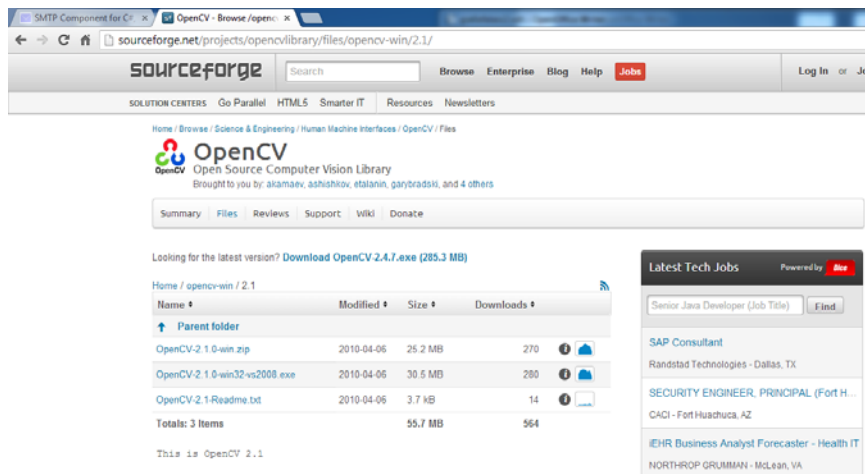 SMTP Component for C#
OpenCV - Browse /openc
sourceforge.net/projects/opencvlibrary/files/opencv-win/2.1/
sourceforge
Search
Browse Enterprise Blog Help Jobs
Log In or
SOLUTION CENTERS Go Parallel HTML5 Smarter IT Resources Newsletters
Home / Browse / Science & Engineering / Human Machine Interfaces / OpenCV / Files
OpenCV
OpenCV
Open Source Computer Vision Library
Brought to you by: akamaev, ashishkov, etalanin, garybradski, and 4 others
Summary Files Reviews Support Wiki Donate
Looking for the latest version? Download OpenCV-2.4.7.exe (285.3 MB)
Home / opencv-win / 2.1
Name Modified Size Downloads
Parent folder
OpenCV-2.1.0-win.zip 2010-04-06 25.2 MB 270
OpenCV-2.1.0-win32-vs2008.exe 2010-04-06 30.5 MB 280
OpenCV-2.1-Readme.txt 2010-04-06 3.7 kB 14
Totals: 3 Items 55.7 MB 564
This is OpenCV 2.1
Latest Tech Jobs Powered by Dice
Senior Java Developer (Job Title) Find
SAP Consultant
Randstad Technologies - Dallas, TX
SECURITY ENGINEER, PRINCIPAL (Fort H...
CACI - Fort Huachuca, AZ
iEHR Business Analyst Forecaster - Health IT
NORTHROP GRUMMAN - McLean, VA